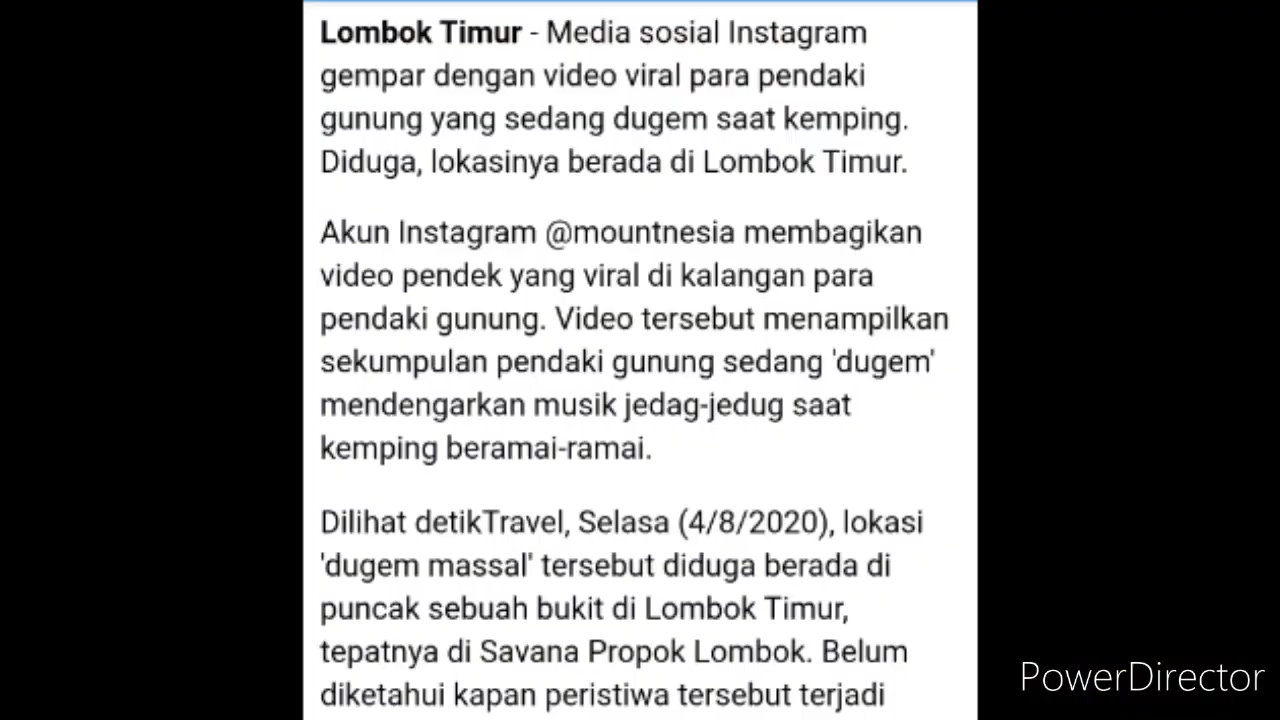 Lombok Timur - Media sosial Instagram
gempar dengan video viral para pendaki
gunung yang sedang dugem saat kemping.
Diduga, lokasinya berada di Lombok Timur.
Akun Instagram @mountnesia membagikan
video pendek yang viral di kalangan para
pendaki gunung. Video tersebut menampilkan
sekumpulan pendaki gunung sedang 'dugem'
mendengarkan musik jedag-jedug saat
kemping beramai-ramai.
Dilihat detikTravel, Selasa (4/8/2020), lokasi
'dugem massal' tersebut diduga berada di
puncak sebuah bukit di Lombok Timur,
tepatnya di Savana Propok Lombok. Belum
diketahui kapan peristiwa tersebut terjadi
PowerDirector